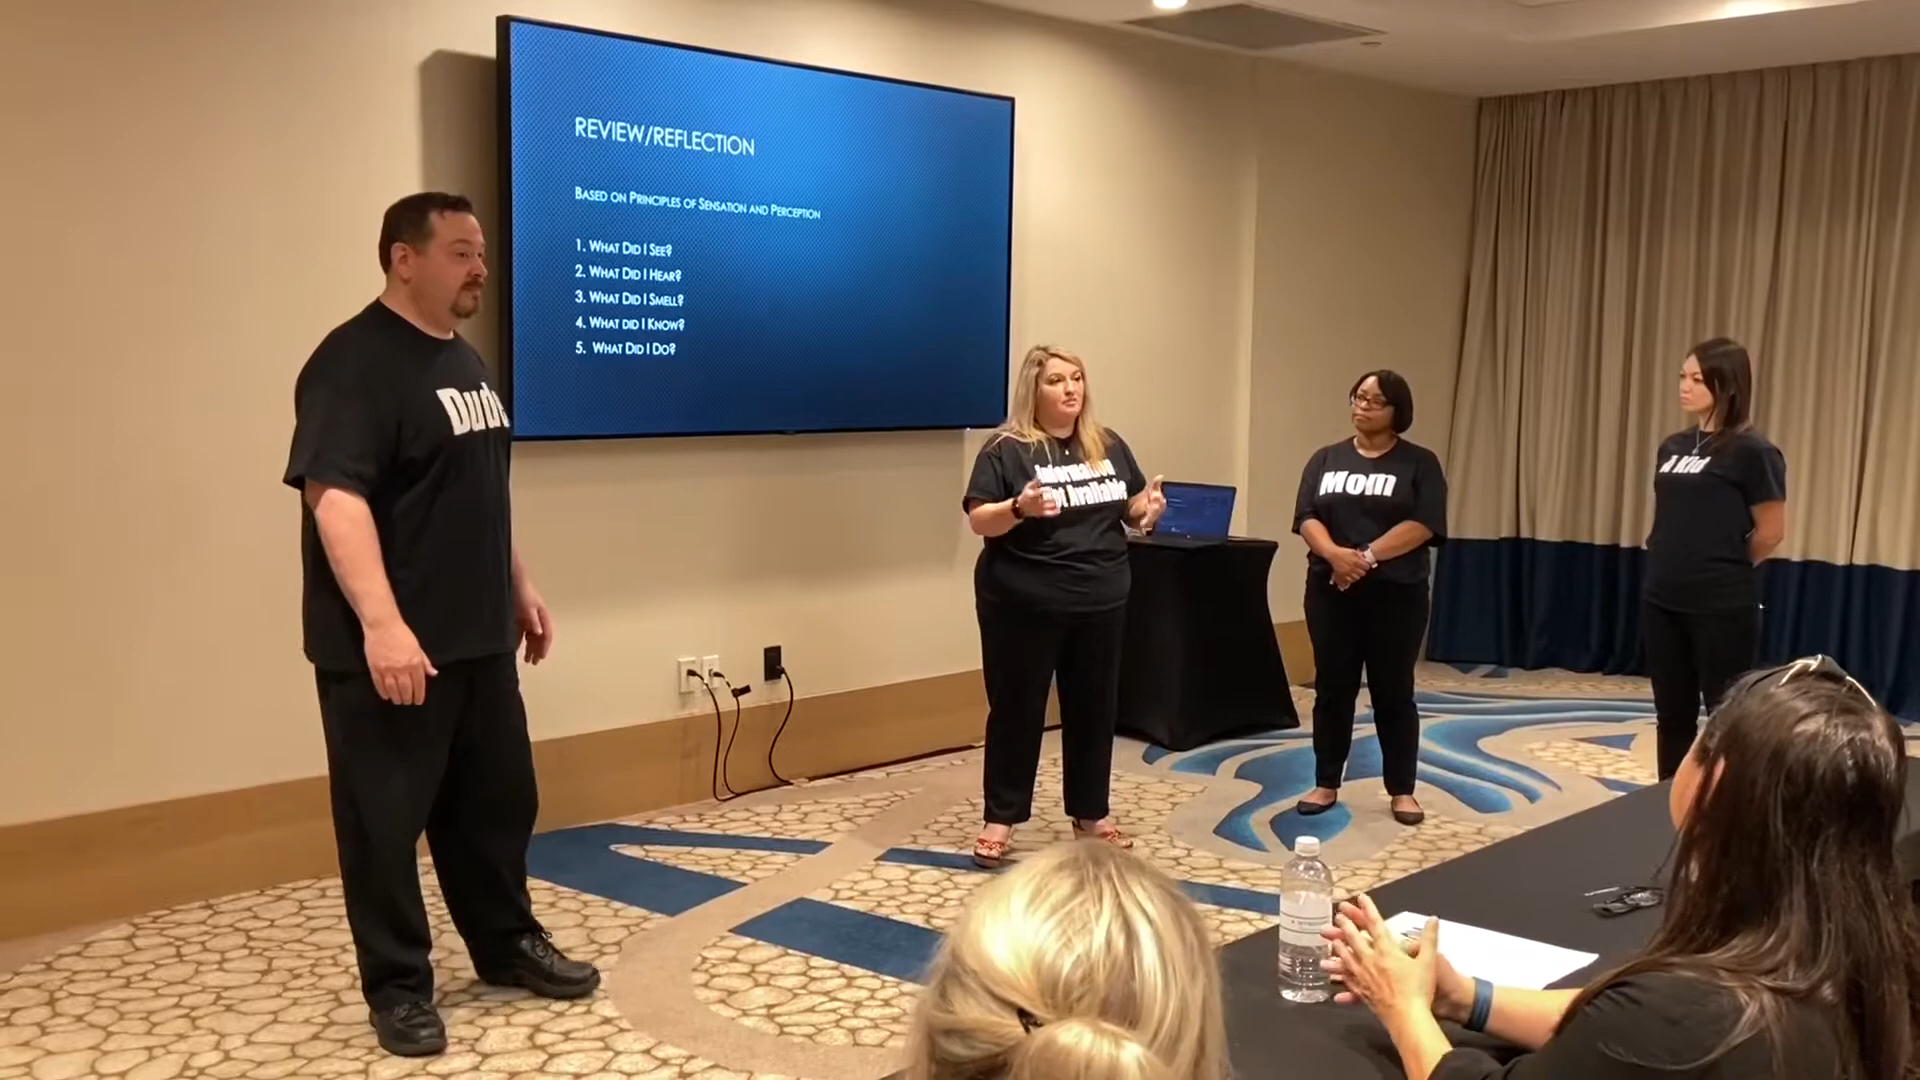 REVIEW/REFLECTION
BASED ON PRINCIPLES OF SENSATION AND PERCEPTION
1. WHAT DID I SEE?
2. WHAT DID I HEAR?
3. WHAT DID I SMELL?
4. WHAT DID I KNOW?
5. WHAT DID I DO?
Dude
Information
Not Available
Mom
A Kid